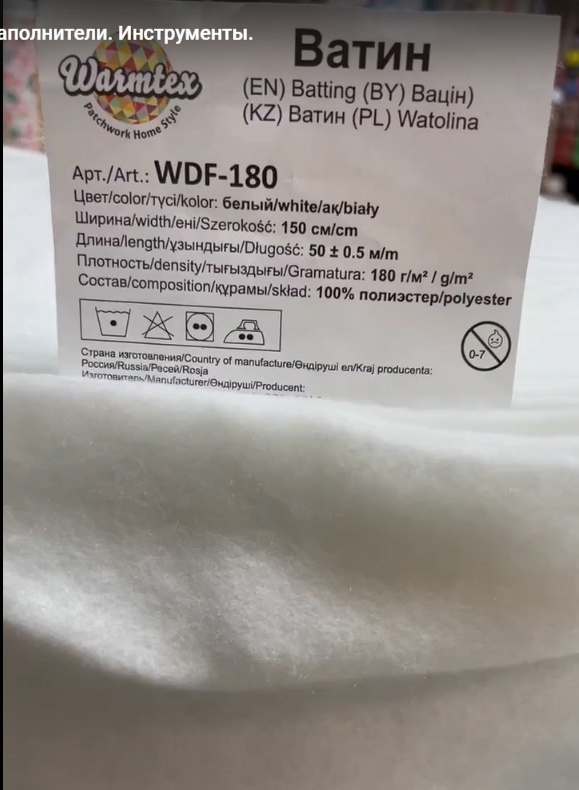 аполнители. Инструменты.
Warmtex
Patchwork Home Style
Ватин
(EN) Batting (BY) Вацін)
(KZ) Ватин (PL) Watolina
Арт./Art.: WDF-180
Цвет/color/түсі/kolor: белый/white/ақ/biały
Ширина/width/ені/Szerokość: 150 см/cm
Длина/length/ұзындығы/Długość: 50 ± 0.5 м/m
Плотность/density/тығыздығы/Gramatura: 180 г/м² / g/m²
Состав/composition/құрамы/skład: 100% полиэстер/polyester
0-7
Страна изготовления/Country of manufacture/Өндіруші ел/Kraj producenta:
Россия/Russia/Ресей/Rosja
Изготовитель/Manufacturer/Өндіруші/Producent: